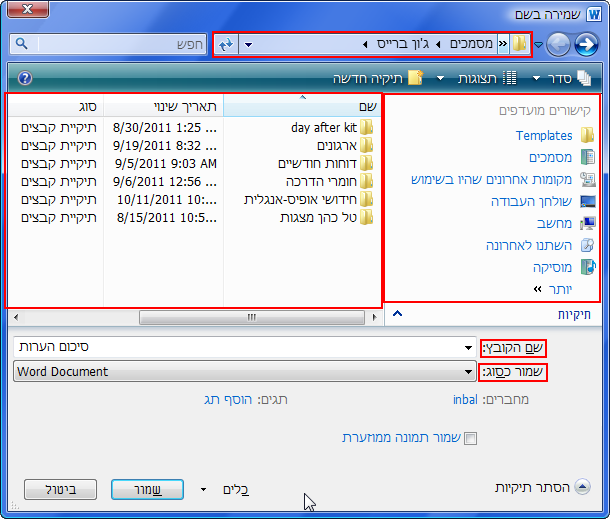 שמירה בשם
« מסמכים ◂ ג'ון ברייס ◂
חפש
סדר תצוגות תיקיה חדשה
קישורים מועדפים
Templates
מסמכים
מקומות אחרונים שהיו בשימוש
שולחן העבודה
מחשב
השתנו לאחרונה
מוסיקה
יותר »
תיקיות
שם תאריך שינוי סוג
day after kit 8/30/2011 1:25 ... תיקיית קבצים
ארגונים 9/19/2011 8:32 ... תיקיית קבצים
דוחות חודשיים 9/5/2011 9:03 AM תיקיית קבצים
חומרי הדרכה 9/6/2011 12:56 ... תיקיית קבצים
חידושי אופיס-אנגלית 10/11/2011 10:... תיקיית קבצים
טל כהן מצגות 8/15/2011 10:5... תיקיית קבצים
שם הקובץ: סיכום הערות
שמור כסוג: Word Document
מחברים: inbal תגים: הוסף תג
שמור תמונה ממוזערת
הסתר תיקיות כלים שמור ביטול